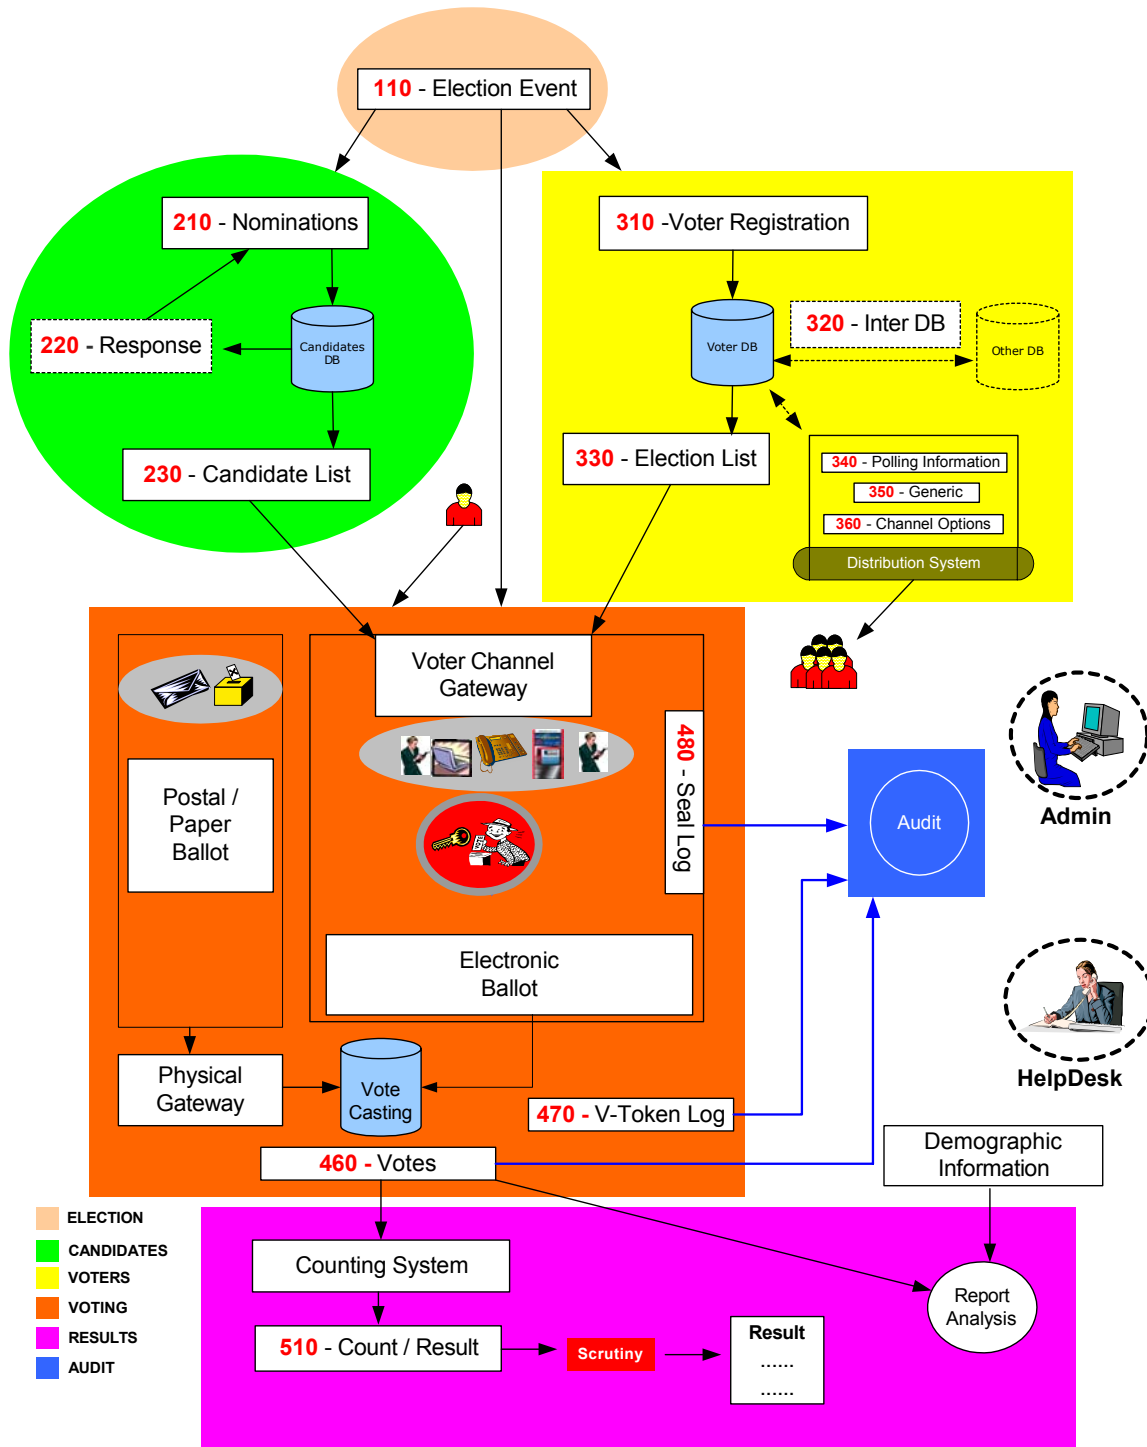 110 - Election Event
210 - Nominations
310 -Voter Registration
220 - Response
Candidates
DB
Voter DB
320 - Inter DB
Other DB
230 - Candidate List
330 - Election List
340 - Polling Information
350 - Generic
360 - Channel Options
Distribution System
Voter Channel
Gateway
Postal /
Paper
Ballot
480 - Seal Log
Audit
Admin
Electronic
Ballot
HelpDesk
Physical
Gateway
Vote
Casting
470 - V-Token Log
460 - Votes
Demographic
Information
ELECTION
CANDIDATES
VOTERS
VOTING
RESULTS
AUDIT
Counting System
510 - Count / Result
Scrutiny
Result
......
......
Report
Analysis